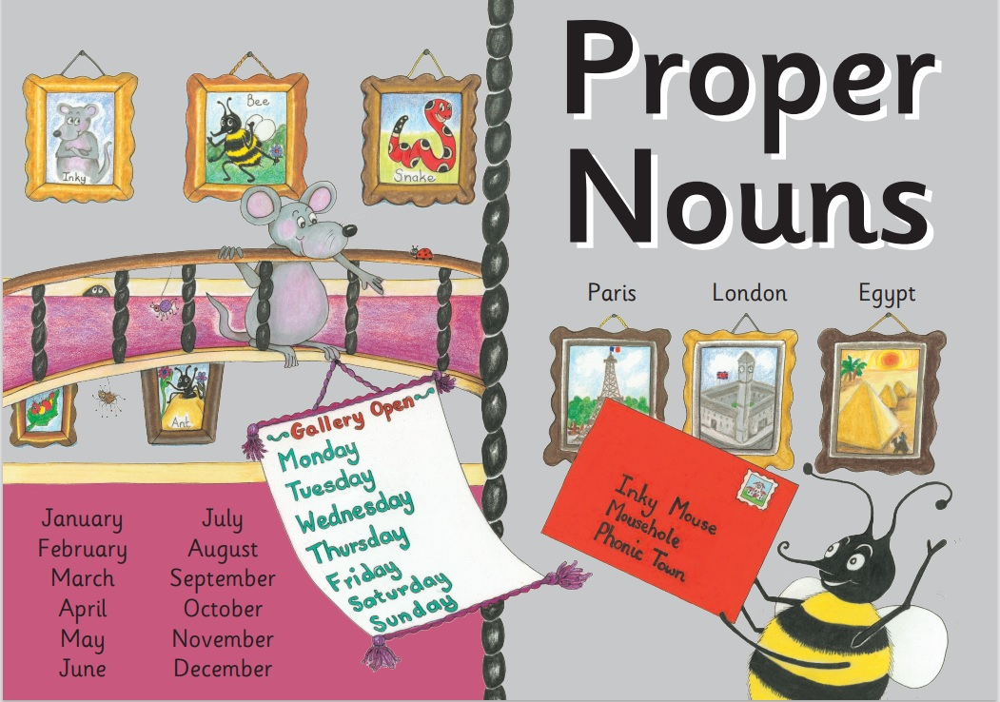 Inky
Bee
Snake
Ant
Gallery Open
Monday
Tuesday
Wednesday
Thursday
Friday
Saturday
Sunday
January
February
March
April
May
June
July
August
September
October
November
December
Proper
Nouns
Paris
London
Egypt
Inky Mouse
Mousehole
Phonic Town